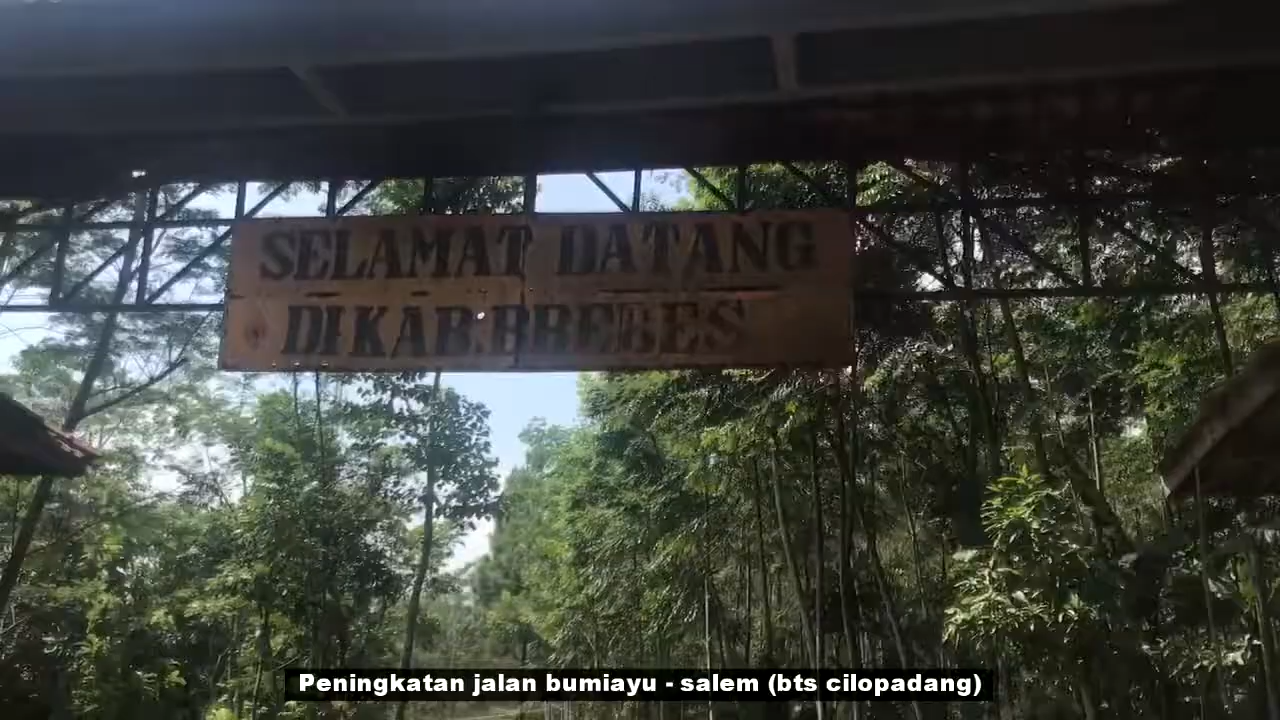 SELAMAT DATANG
DI KAB.BREBES
Peningkatan jalan bumiayu - salem (bts cilopadang)